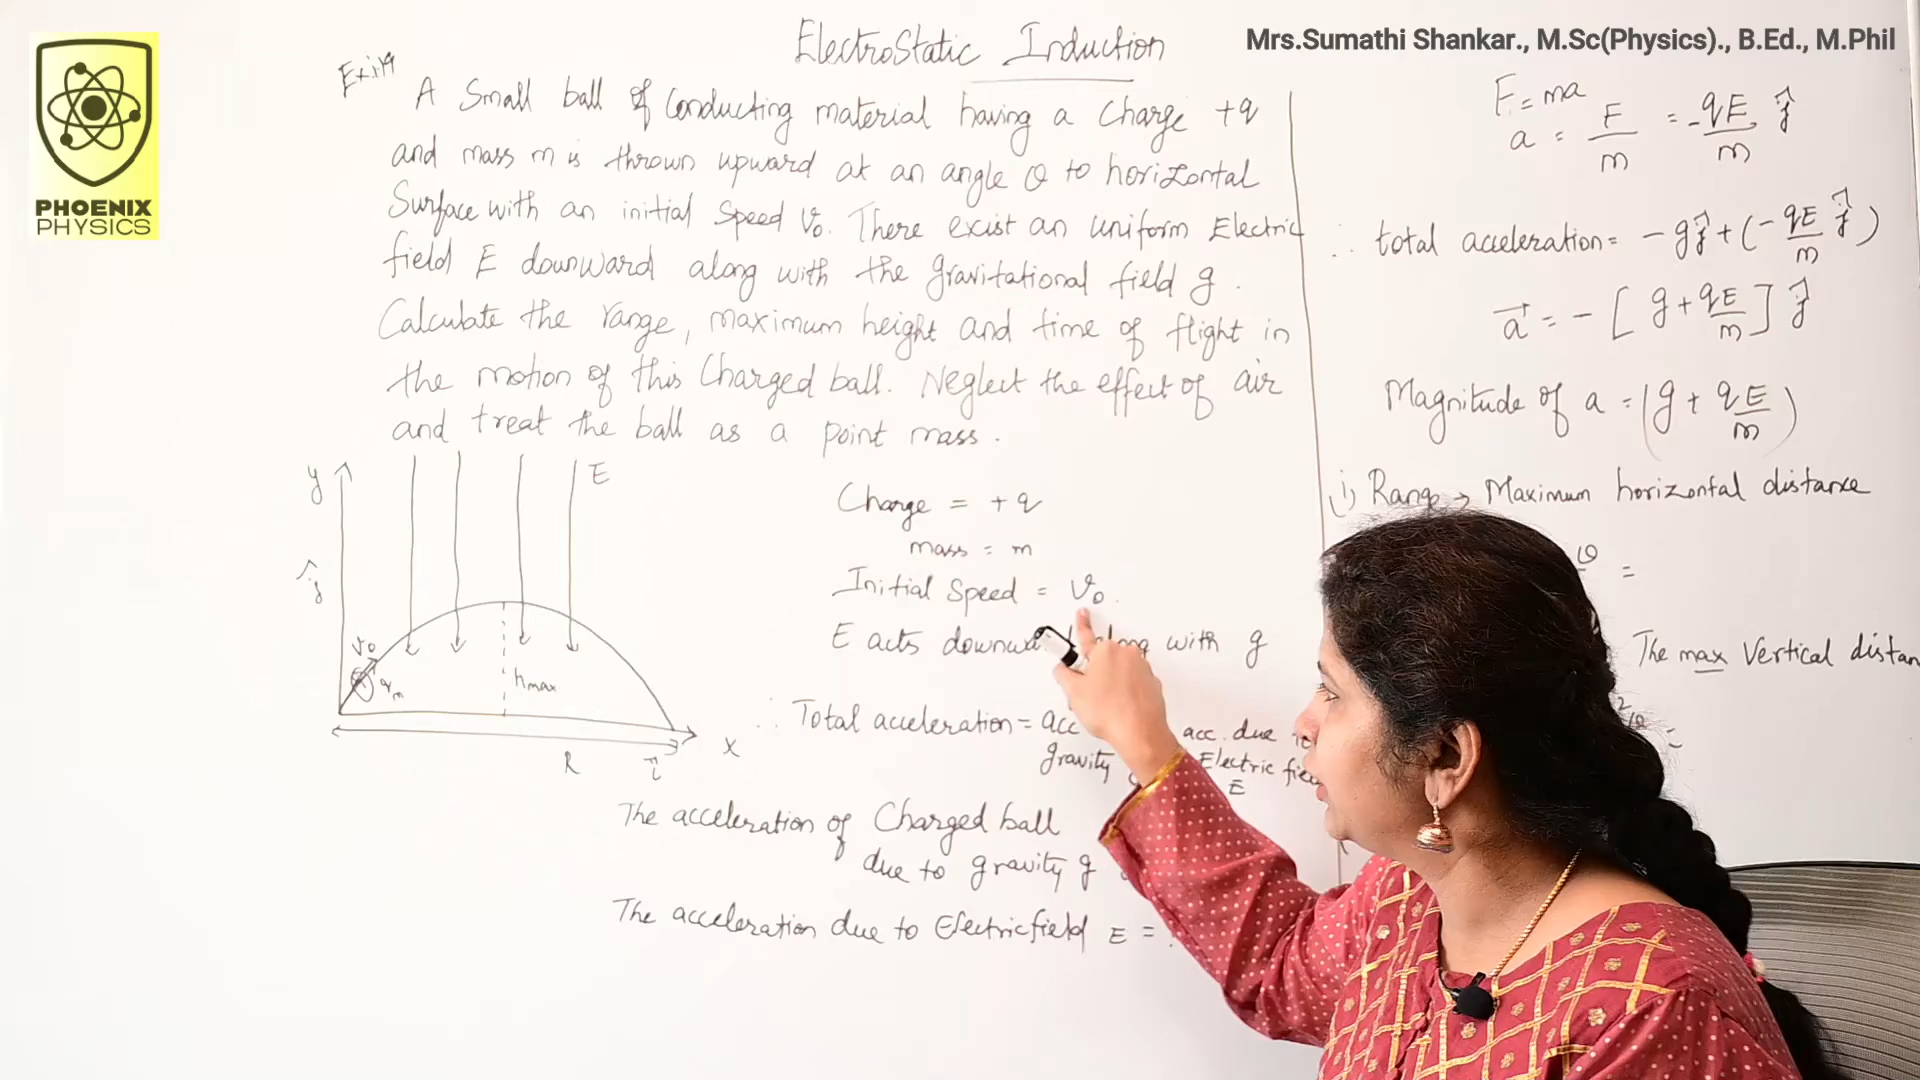 PHOENIX
PHYSICS
Mrs.Sumathi Shankar., M.Sc(Physics)., B.Ed., M.Phil
ElectroStatic Induction
A Small ball of Conducting material having a Charge +q
and mass m is thrown upward at an angle θ to horizontal
Surface with an initial Speed v₀. There exist an uniform Electric
field E downward along with the gravitational field g.
Calculate the range, maximum height and time of flight in
the motion of this Charged ball. Neglect the effect of air
and treat the ball as a point mass.
y
E
ĵ
v₀
q m
hmax
R
î
x
Charge = +q
mass = m
Initial Speed = v₀.
E acts along with g
∴ Total acceleration = acc acc. due
gravity Electric
E
The acceleration of Charged ball
due to gravity g
The acceleration due to Electric field E =
F = ma
a = F/m = -qE/m ĵ
∴ total acceleration = -gĵ + (-qE/m ĵ)
a⃗ = -[g + qE/m] ĵ
Magnitude of a = (g + qE/m)
(i) Range → Maximum horizontal distance
θ =
The max Vertical